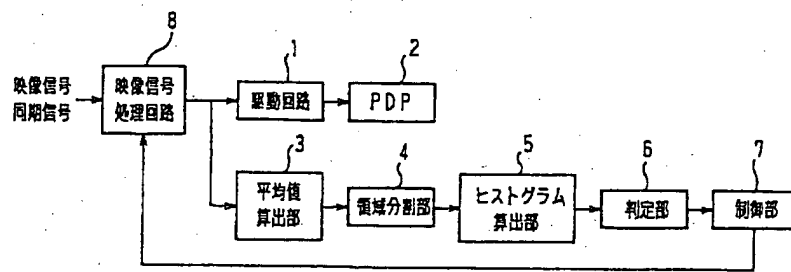 8
映像信号
同期信号
映像信号
処理回路
1
駆動回路
2
PDP
3
平均値
算出部
4
領域分割部
5
ヒストグラム
算出部
6
判定部
7
制御部